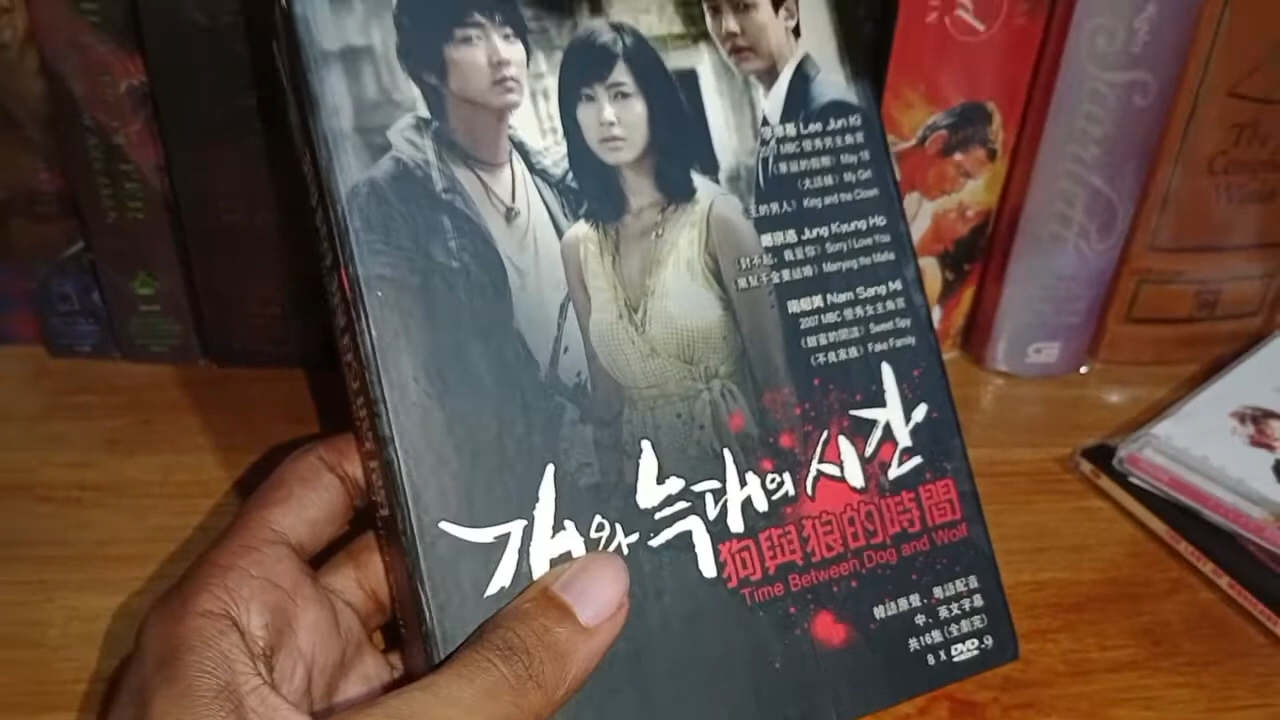 李準基 Lee Jun Ki
2007 MBC 優秀男主角賞
《華麗的假期》 May 18
《大話妹》 My Girl
王的男人》 King and the Clown
鄭京浩 Jung Kyung Ho
《對不起，我愛你》 Sorry I Love You
黑幫千金要結婚》 Marrying the Mafia
南相美 Nam Sang Mi
2007 MBC 優秀女主角賞
《甜蜜的間諜》 Sweet Spy
《不良家族》 Fake Family
개와 늑대의 시간
狗與狼的時間
Time Between Dog and Wolf
韓語原聲、粵語配音
中、英文字幕
共16集(全劇完)
8 X DVD-9
Scarlett
The